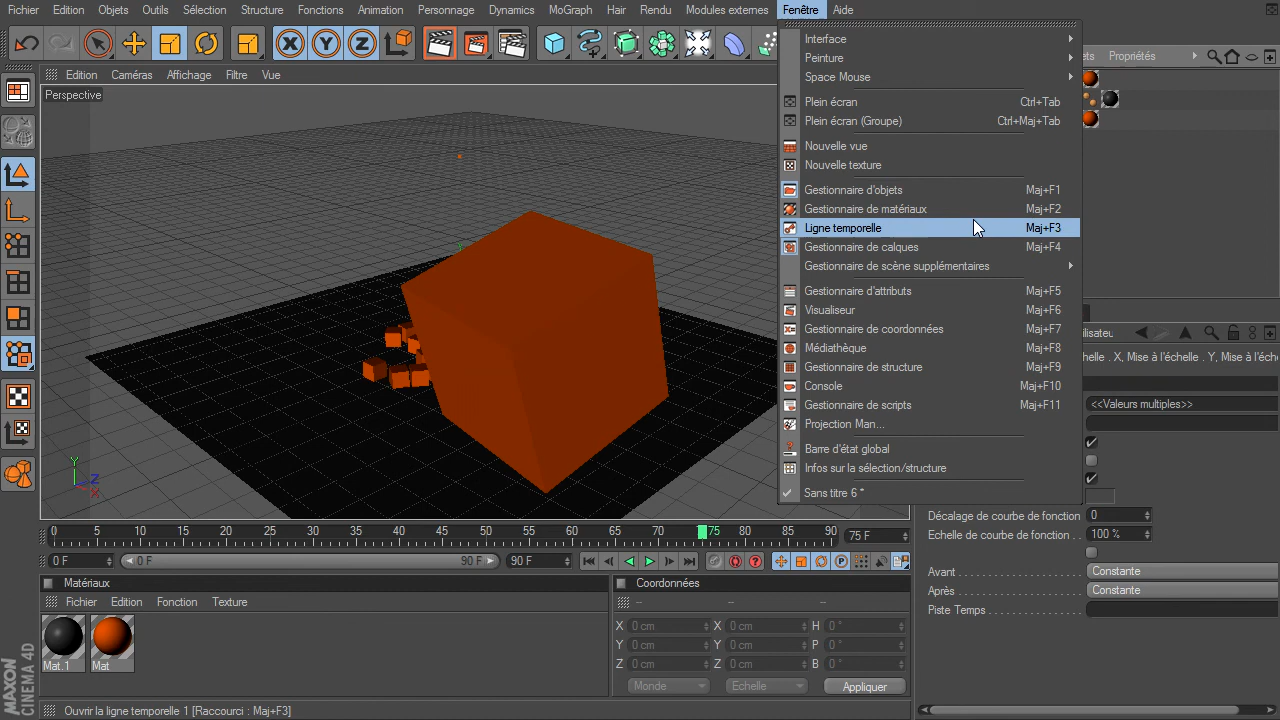 Fichier Edition Objets Outils Sélection Structure Fonctions Animation Personnage Dynamics MoGraph Hair Rendu Modules externes Fenêtre Aide
Edition Caméras Affichage Filtre Vue
Perspective
Interface
Peinture
Space Mouse
Plein écran Ctrl+Tab
Plein écran (Groupe) Ctrl+Maj+Tab
Nouvelle vue
Nouvelle texture
Gestionnaire d'objets Maj+F1
Gestionnaire de matériaux Maj+F2
Ligne temporelle Maj+F3
Gestionnaire de calques Maj+F4
Gestionnaire de scène supplémentaires
Gestionnaire d'attributs Maj+F5
Visualiseur Maj+F6
Gestionnaire de coordonnées Maj+F7
Médiathèque Maj+F8
Gestionnaire de structure Maj+F9
Console Maj+F10
Gestionnaire de scripts Maj+F11
Projection Man...
Barre d'état global
Infos sur la sélection/structure
Sans titre 6 *
ets Propriétés
ilisateur
helle . X, Mise à l'échelle . Y, Mise à l'échelle . Z]
<<Valeurs multiples>>
Décalage de courbe de fonction 0
Echelle de courbe de fonction . . 100 %
Avant Constante
Après Constante
Piste Temps
Y
Y Z X
0 5 10 15 20 25 30 35 40 45 50 55 60 65 70 75 80 85 90 75 F
0 F 0 F 90 F 90 F
Matériaux
Fichier Edition Fonction Texture
Mat.1 Mat
Coordonnées
-- -- --
X 0 cm X 0 cm H 0 °
Y 0 cm Y 0 cm P 0 °
Z 0 cm Z 0 cm B 0 °
Monde Echelle Appliquer
MAXON
CINEMA 4D
Ouvrir la ligne temporelle 1 [Raccourci : Maj+F3]